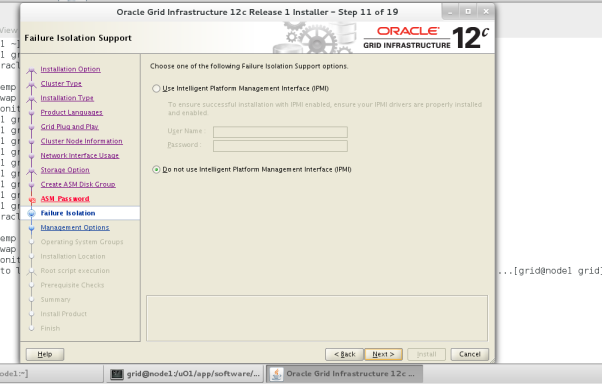 Oracle Grid Infrastructure 12c Release 1 Installer – Step 11 of 19
View
Failure Isolation Support
ORACLE
GRID INFRASTRUCTURE
12c
Installation Option
Cluster Type
Installation Type
Product Languages
Grid Plug and Play
Cluster Node Information
Network Interface Usage
Storage Option
Create ASM Disk Group
ASM Password
Failure Isolation
Management Options
Operating System Groups
Installation Location
Root script execution
Prerequisite Checks
Summary
Install Product
Finish
Choose one of the following Failure Isolation Support options.
Use Intelligent Platform Management Interface (IPMI)
To ensure successful installation with IPMI enabled, ensure your IPMI drivers are properly installed
and enabled.
User Name :
Password :
Do not use Intelligent Platform Management Interface (IPMI)
...[grid@node1 grid]
Help
< Back
Next >
Install
Cancel
ode1:~]
grid@node1:/u01/app/software/...
Oracle Grid Infrastructure 12c ...